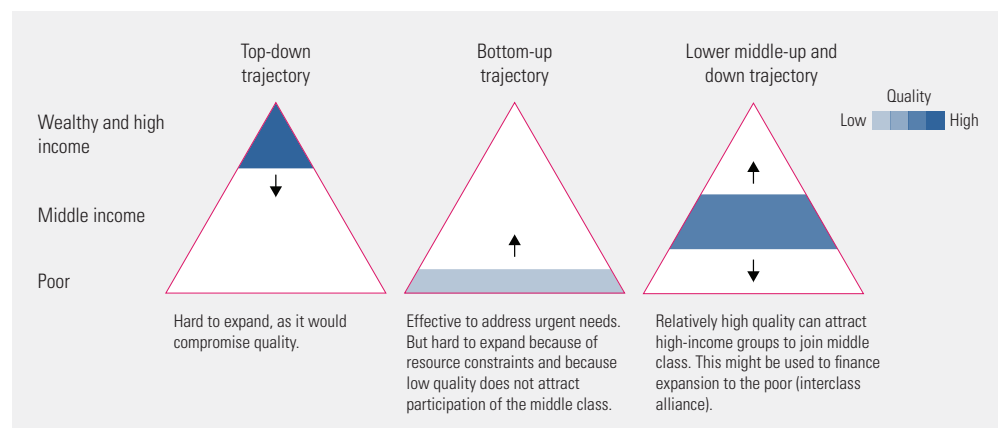 Top-down
trajectory
Bottom-up
trajectory
Lower middle-up and
down trajectory
Quality
Low
High
Wealthy and high
income
Middle income
Poor
Hard to expand, as it would
compromise quality.
Effective to address urgent needs.
But hard to expand because of
resource constraints and because
low quality does not attract
participation of the middle class.
Relatively high quality can attract
high-income groups to join middle
class. This might be used to finance
expansion to the poor (interclass
alliance).